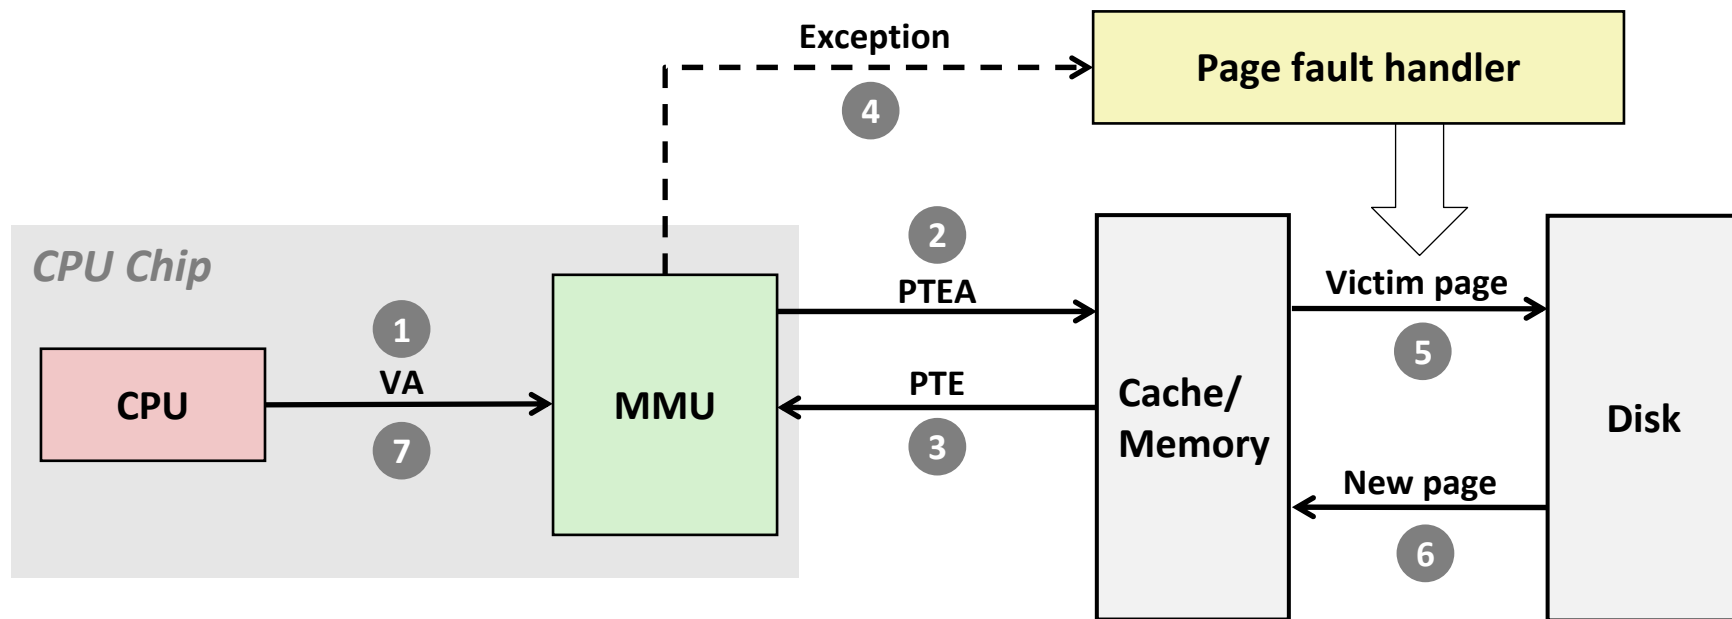 Exception
4
Page fault handler
CPU Chip
2
PTEA
Victim page
5
1
VA
7
CPU
MMU
PTE
3
Cache/
Memory
Disk
New page
6